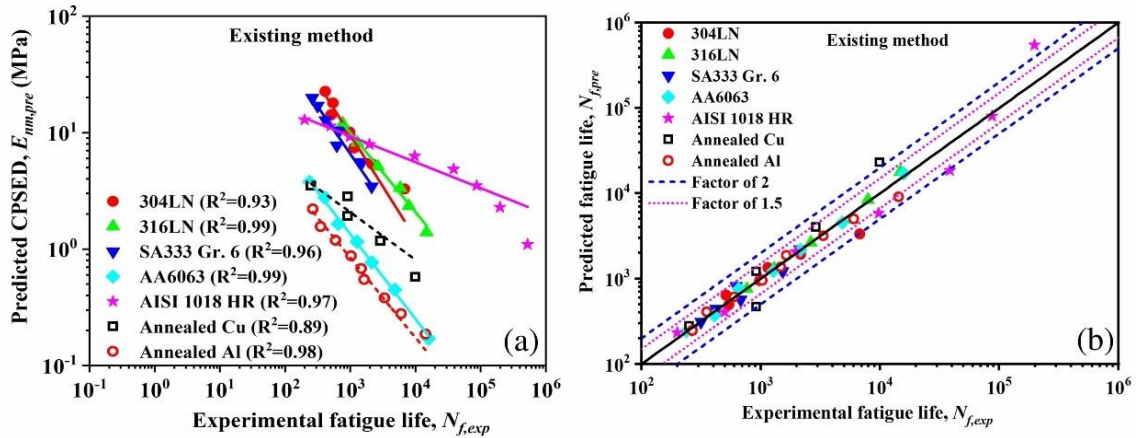 10² 
Existing method
10¹
10⁰
10⁻¹
Predicted CPSED, Eₙₘ,ₚᵣₑ (MPa)
304LN (R²=0.93)
316LN (R²=0.99)
SA333 Gr. 6 (R²=0.96)
AA6063 (R²=0.99)
AISI 1018 HR (R²=0.97)
Annealed Cu (R²=0.89)
Annealed Al (R²=0.98)
(a)
10⁻¹ 10⁰ 10¹ 10² 10³ 10⁴ 10⁵ 10⁶
Experimental fatigue life, N_f,exp
10⁶
Existing method
10⁵
10⁴
10³
10²
Predicted fatigue life, N_f,pre
304LN
316LN
SA333 Gr. 6
AA6063
AISI 1018 HR
Annealed Cu
Annealed Al
Factor of 2
Factor of 1.5
(b)
10² 10³ 10⁴ 10⁵ 10⁶
Experimental fatigue life, N_f,exp